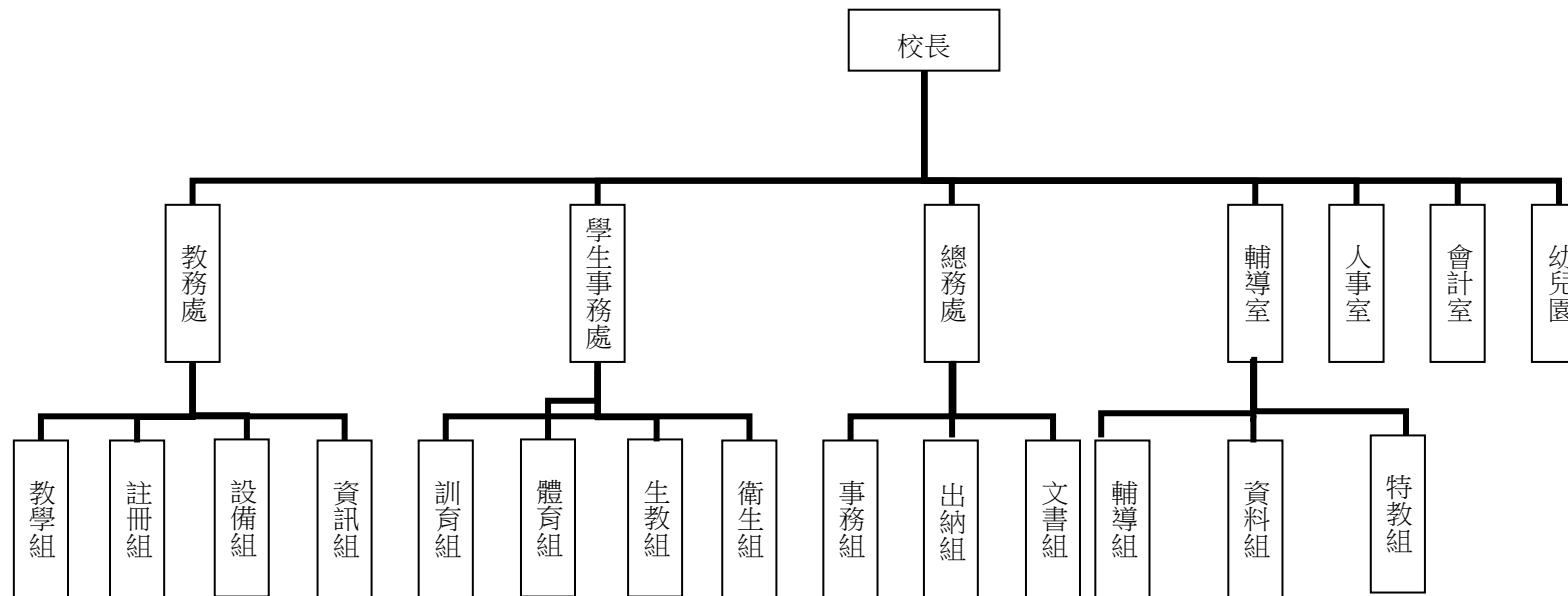 校長
教務處
學生事務處
總務處
輔導室
人事室
會計室
幼兒園
教學組
註冊組
設備組
資訊組
訓育組
體育組
生教組
衛生組
事務組
出納組
文書組
輔導組
資料組
特教組